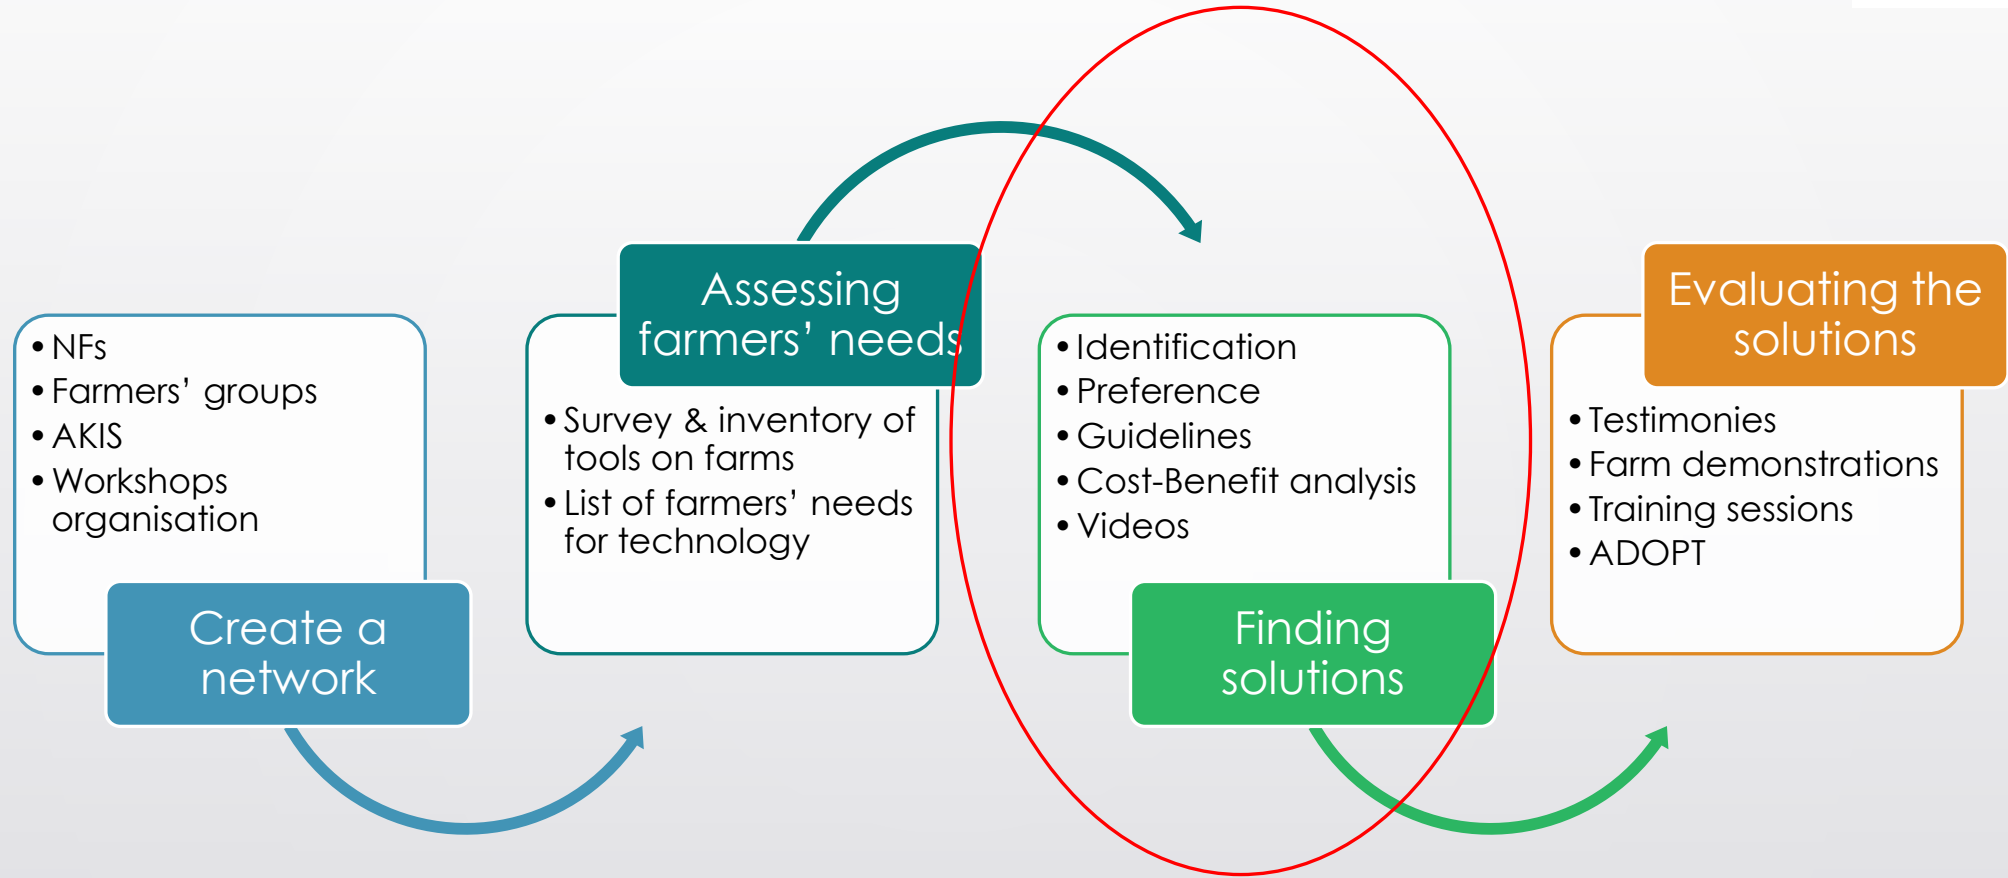 • NFs
• Farmers’ groups
• AKIS
• Workshops
organisation
Create a
network
Assessing
farmers’ needs
• Survey & inventory of
tools on farms
• List of farmers’ needs
for technology
• Identification
• Preference
• Guidelines
• Cost-Benefit analysis
• Videos
Finding
solutions
Evaluating the
solutions
• Testimonies
• Farm demonstrations
• Training sessions
• ADOPT